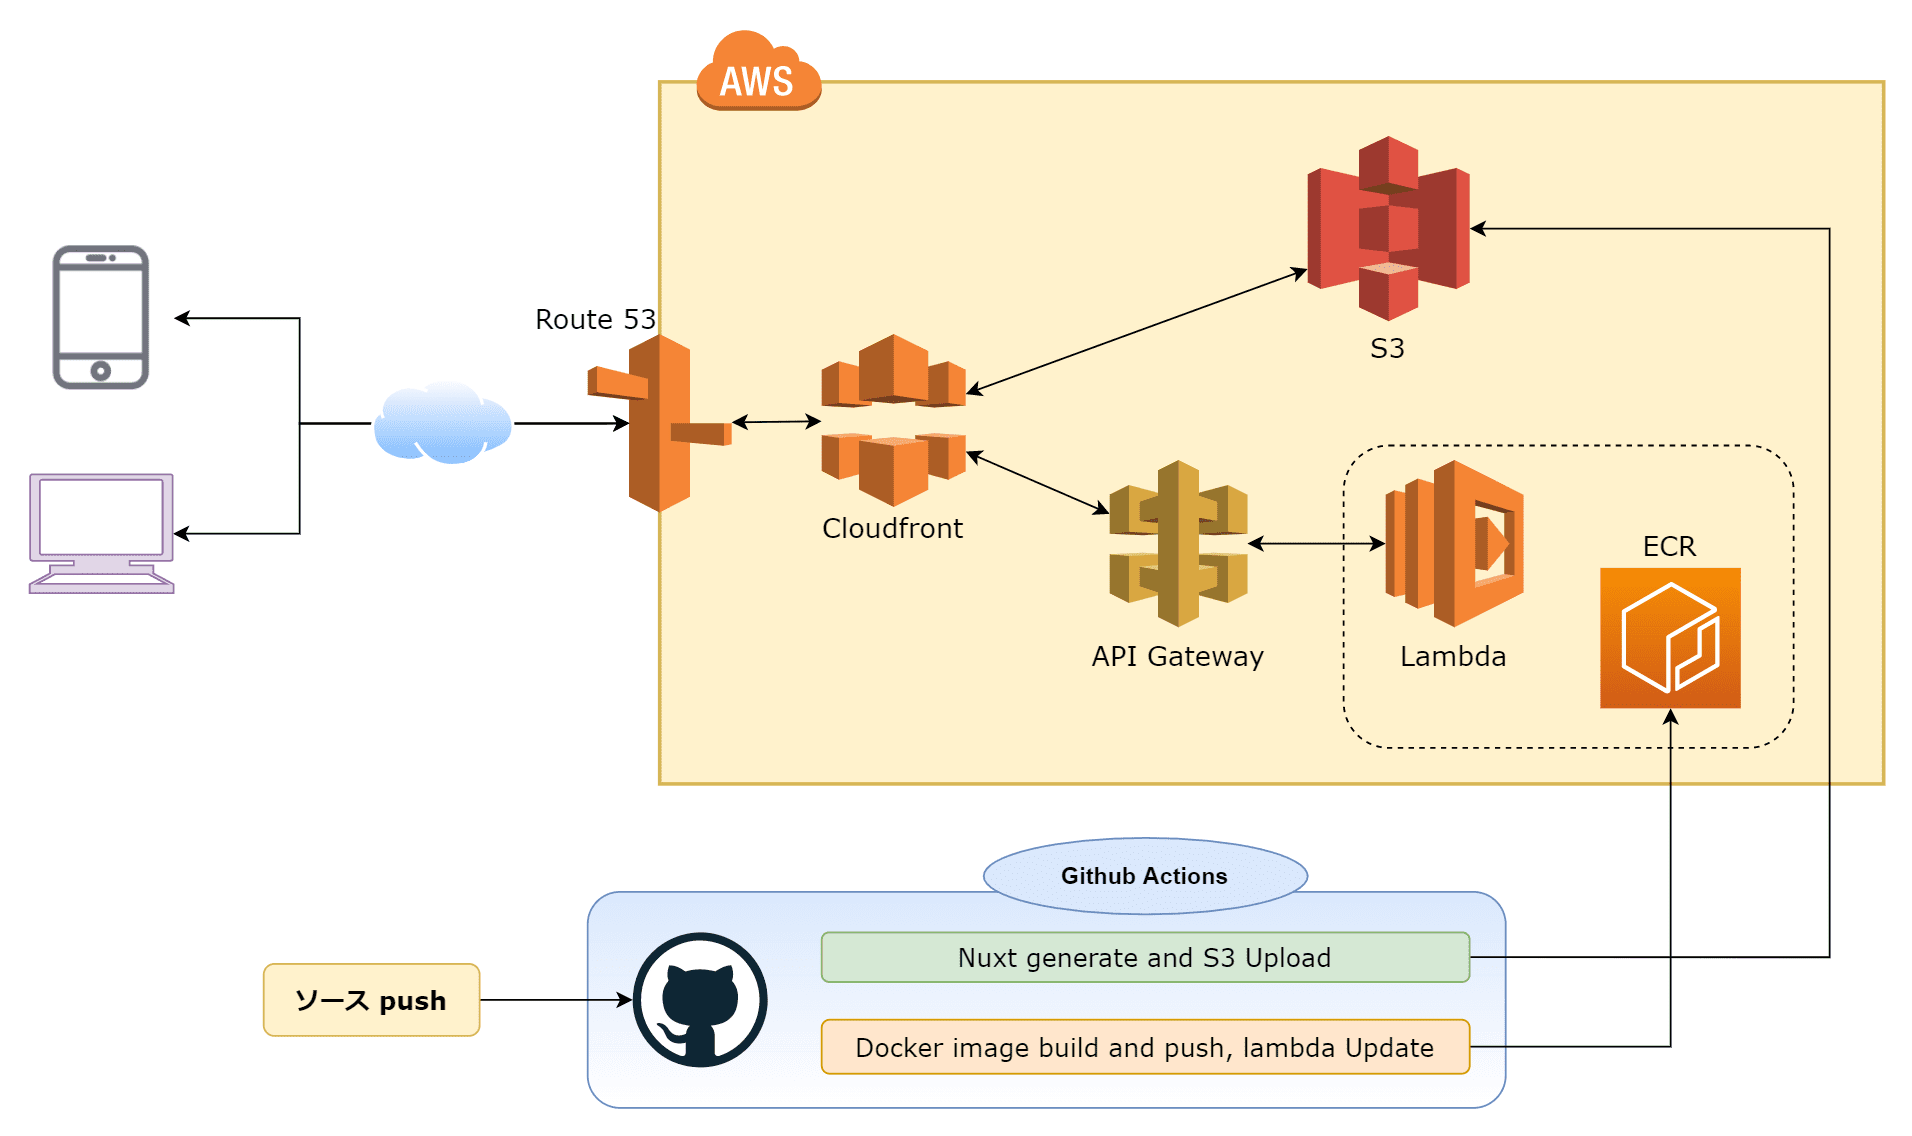 AWS
Route 53
S3
Cloudfront
ECR
API Gateway
Lambda
Github Actions
Nuxt generate and S3 Upload
ソース push
Docker image build and push, lambda Update